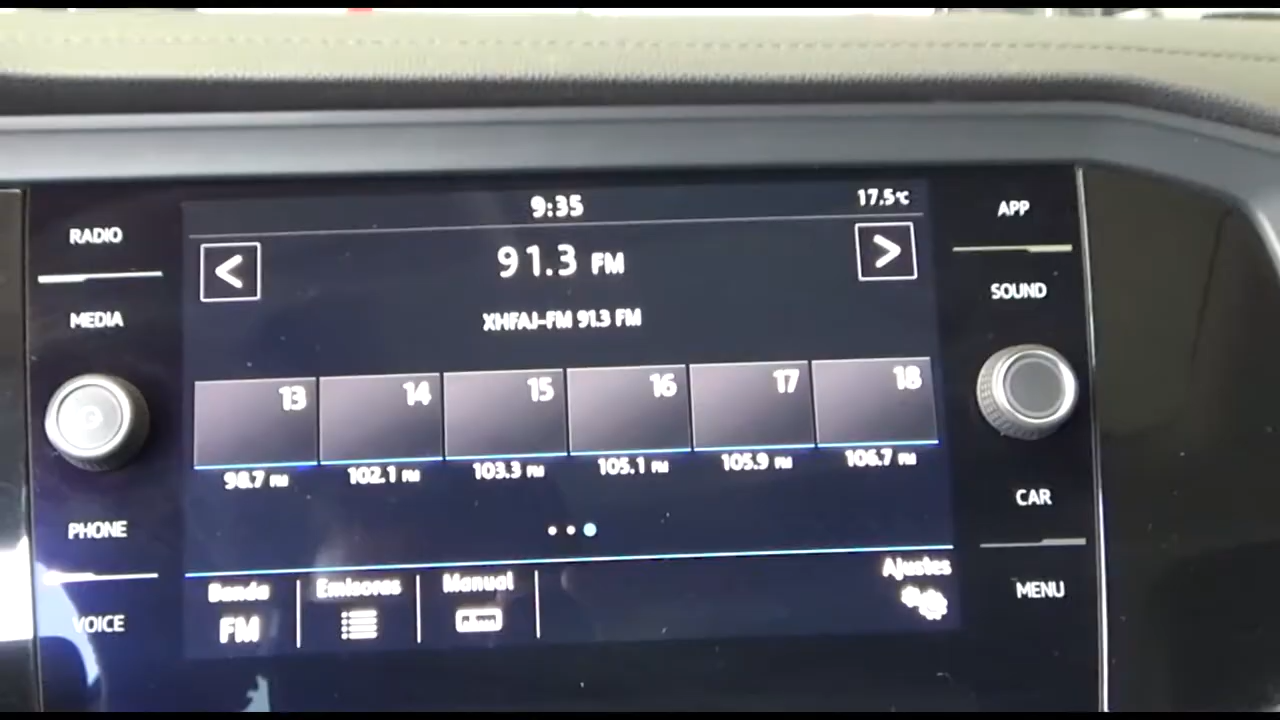 9:35
17.5°C
RADIO
APP
< 91.3 FM >
MEDIA
SOUND
XHFAJ-FM 91.3 FM
13 14 15 16 17 18
98.7 FM 102.1 FM 103.3 FM 105.1 FM 105.9 FM 106.7 FM
PHONE
CAR
Banda Emisoras Manual Ajustes
VOICE
FM
MENU